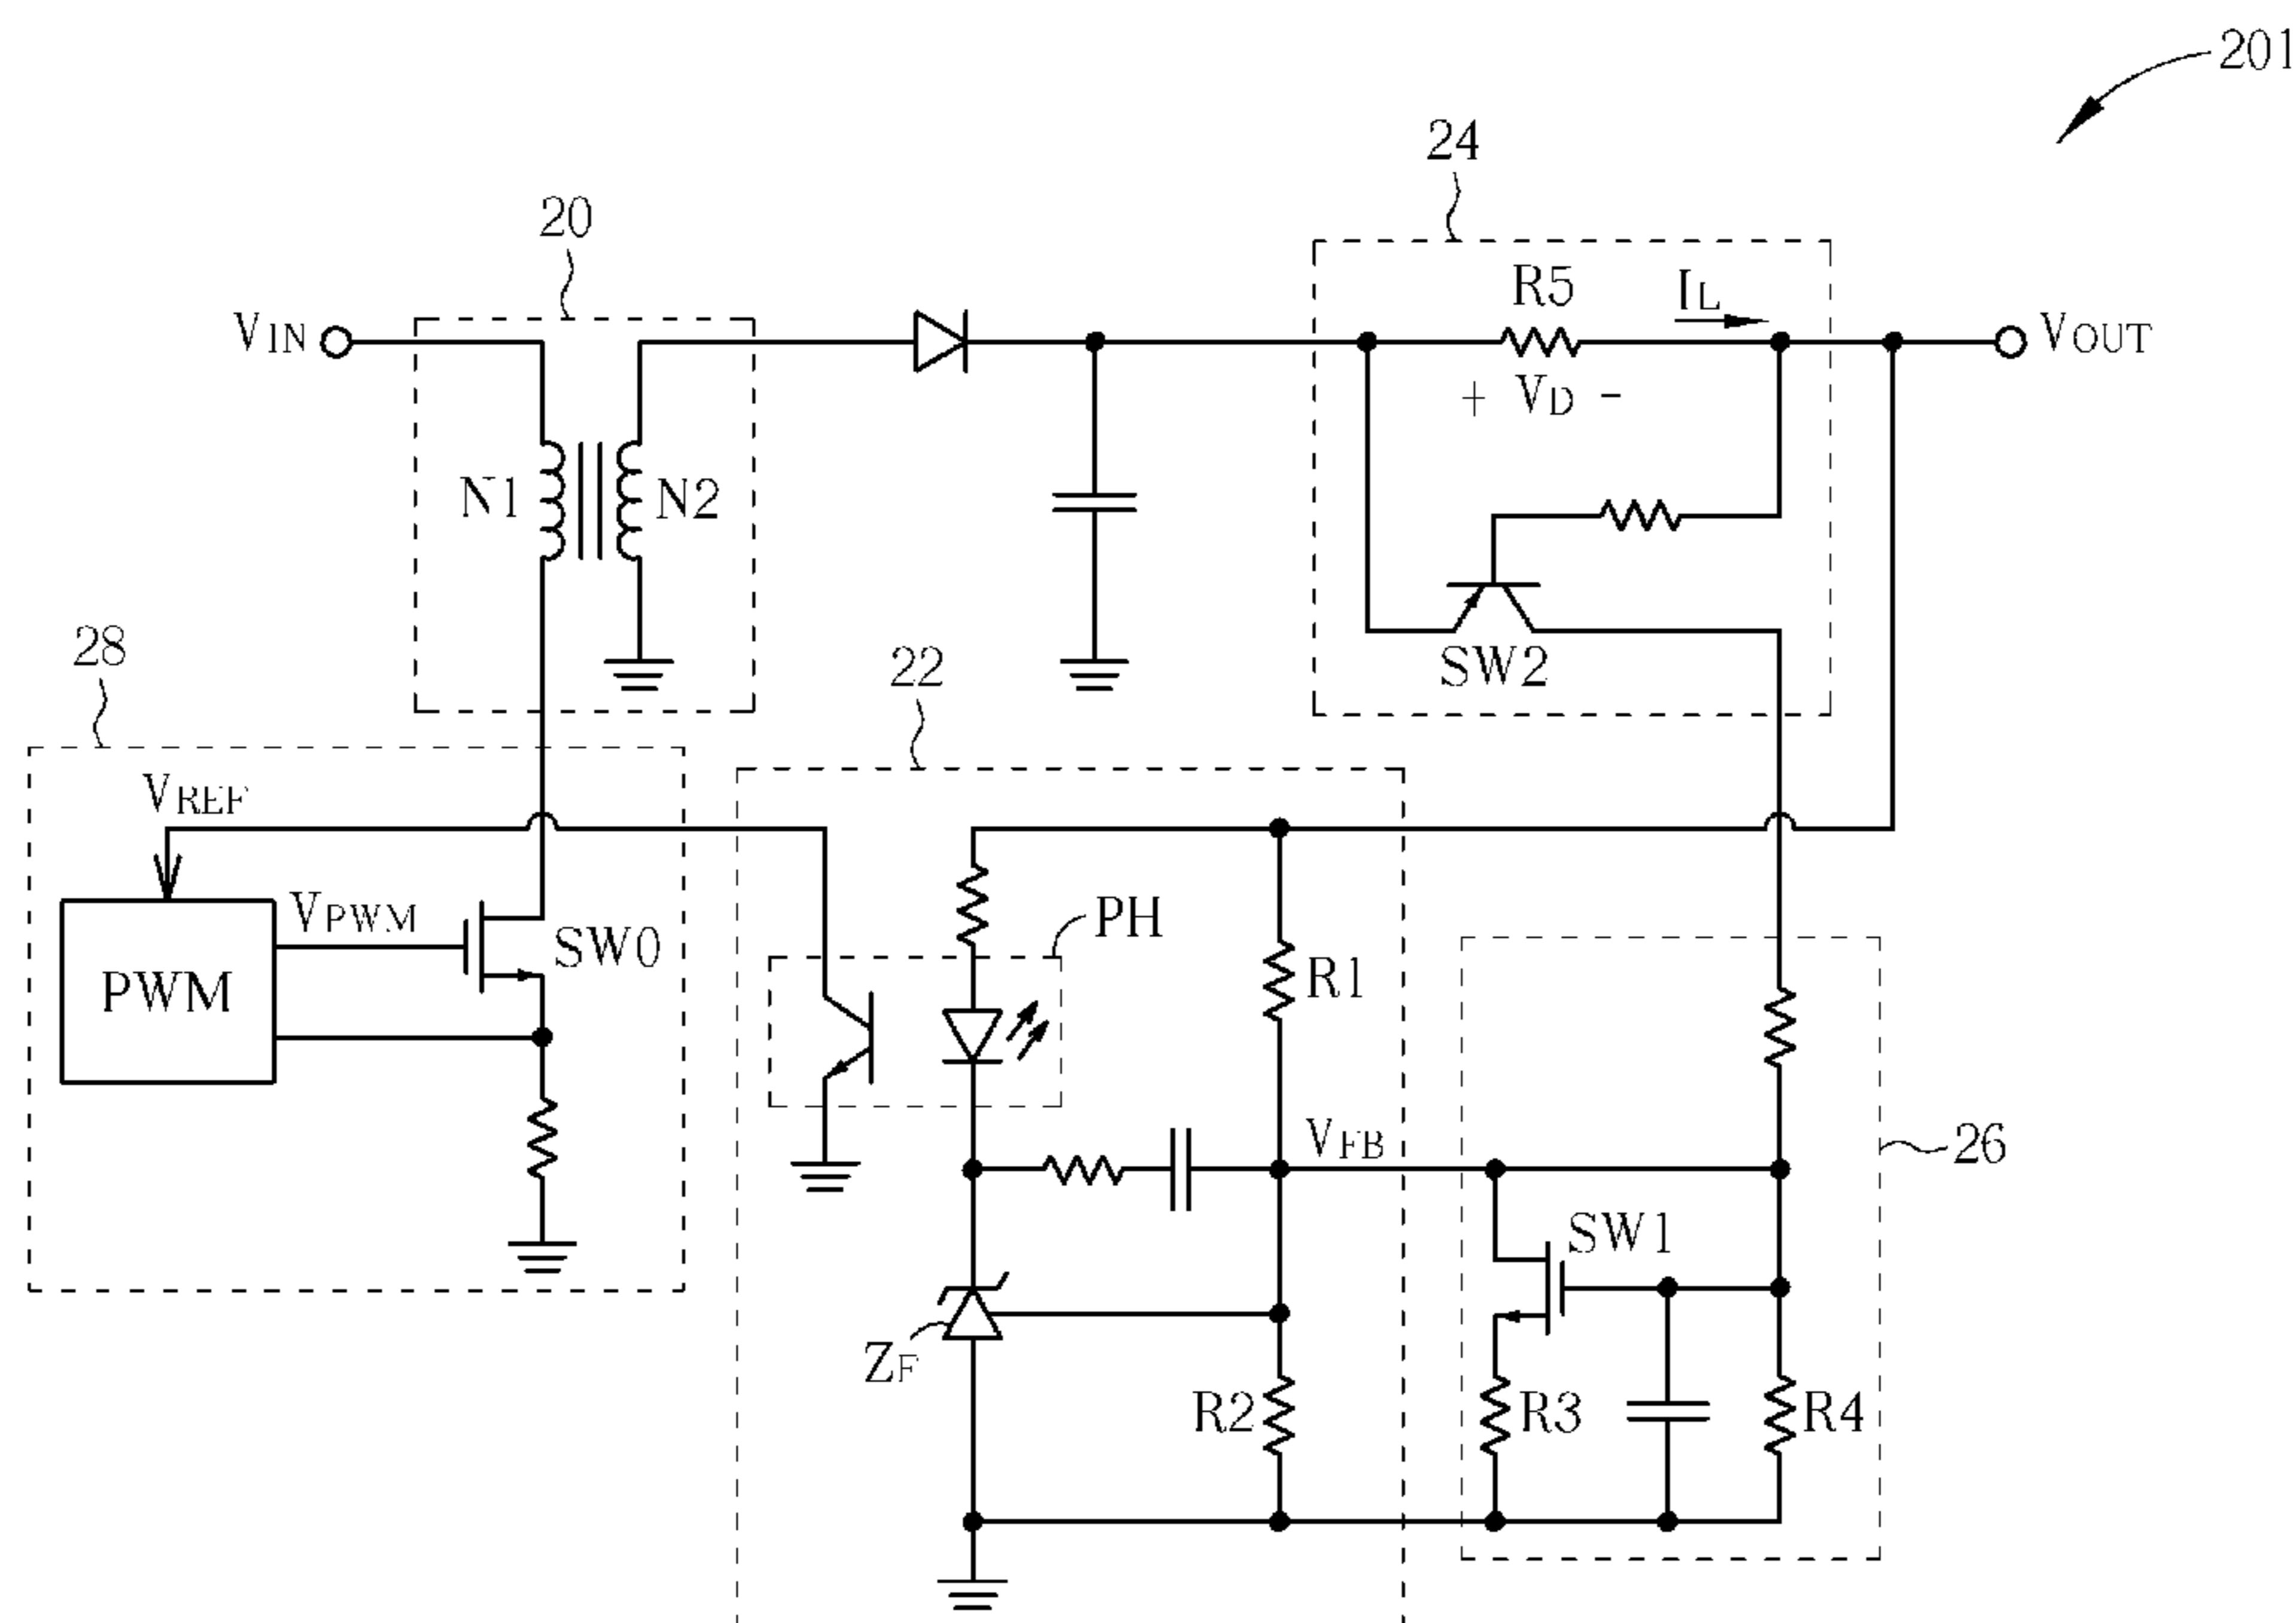 201
24
20
R5
IL
VIN
VOUT
+ VD -
N1
N2
28
22
SW2
VREF
PH
VPWM
SW0
R1
PWM
VFB
26
SW1
ZF
R2
R3
R4